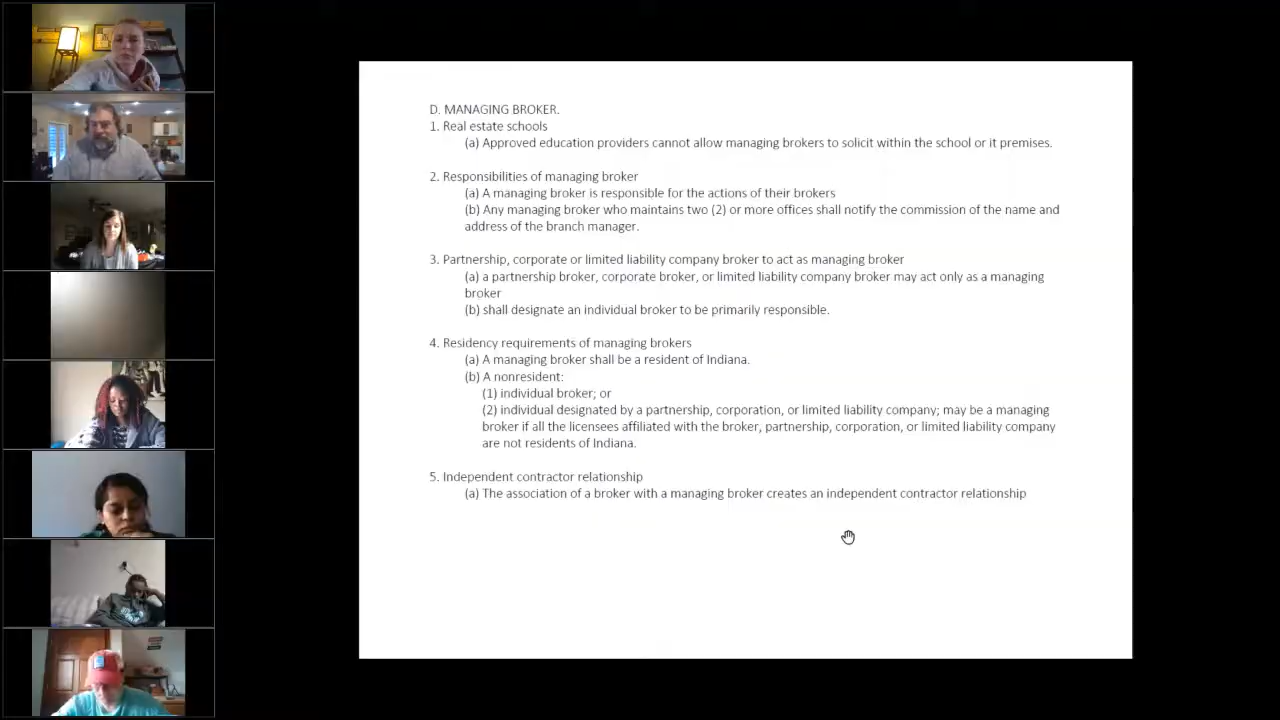 D. MANAGING BROKER.
1. Real estate schools
(a) Approved education providers cannot allow managing brokers to solicit within the school or it premises.
2. Responsibilities of managing broker
(a) A managing broker is responsible for the actions of their brokers
(b) Any managing broker who maintains two (2) or more offices shall notify the commission of the name and
address of the branch manager.
3. Partnership, corporate or limited liability company broker to act as managing broker
(a) a partnership broker, corporate broker, or limited liability company broker may act only as a managing
broker
(b) shall designate an individual broker to be primarily responsible.
4. Residency requirements of managing brokers
(a) A managing broker shall be a resident of Indiana.
(b) A nonresident:
(1) individual broker; or
(2) individual designated by a partnership, corporation, or limited liability company; may be a managing
broker if all the licensees affiliated with the broker, partnership, corporation, or limited liability company
are not residents of Indiana.
5. Independent contractor relationship
(a) The association of a broker with a managing broker creates an independent contractor relationship